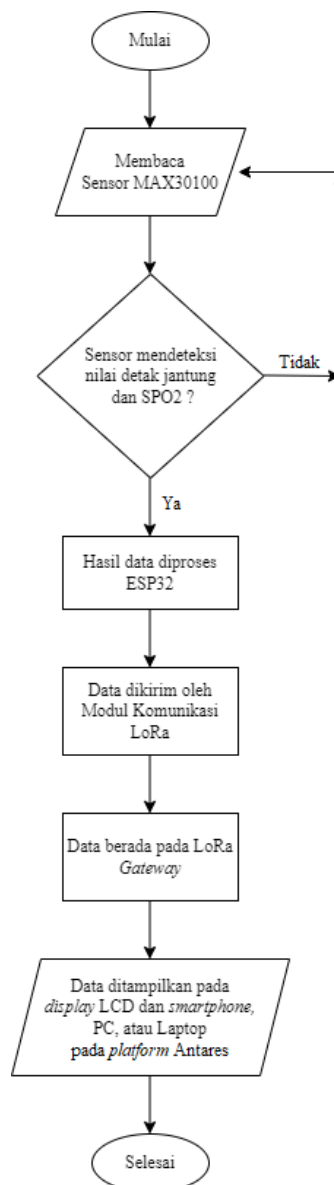 Mulai
Membaca
Sensor MAX30100
Sensor mendeteksi
nilai detak jantung
dan SPO2 ?
Tidak
Ya
Hasil data diproses
ESP32
Data dikirim oleh
Modul Komunikasi
LoRa
Data berada pada LoRa
Gateway
Data ditampilkan pada
display LCD dan smartphone,
PC, atau Laptop
pada platform Antares
Selesai